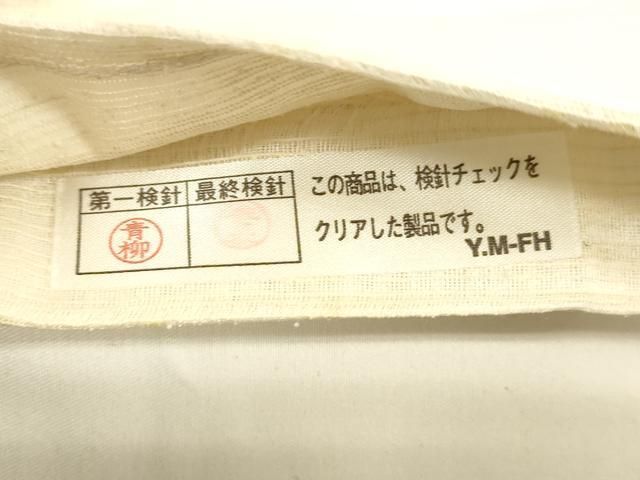 第一検針 最終検針
青柳
この商品は、検針チェックを
クリアした製品です。
Y.M-FH